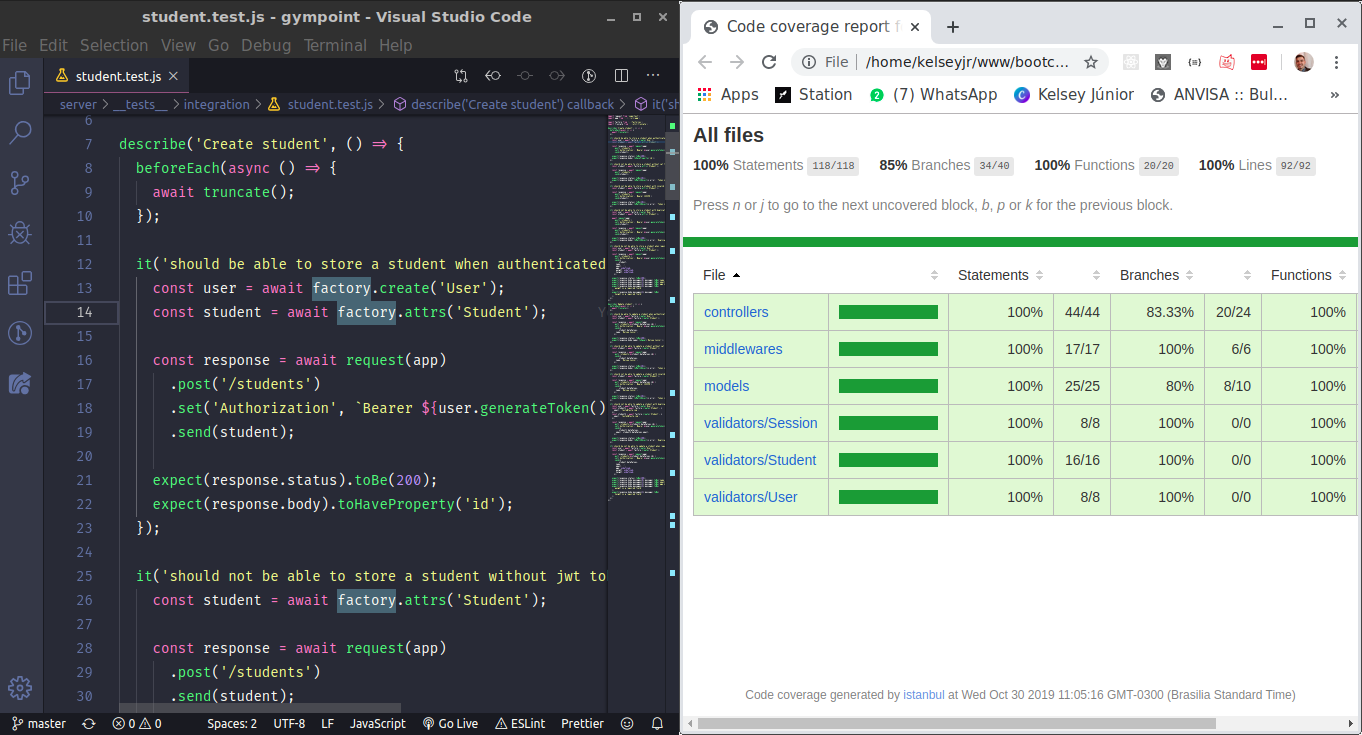 student.test.js - gympoint - Visual Studio Code
File Edit Selection View Go Debug Terminal Help
student.test.js
server > __tests__ > integration > student.test.js > describe('Create student') callback > it('sh
6
7 describe('Create student', () => {
8 beforeEach(async () => {
9 await truncate();
10 });
11
12 it('should be able to store a student when authenticated
13 const user = await factory.create('User');
14 const student = await factory.attrs('Student');
15
16 const response = await request(app)
17 .post('/students')
18 .set('Authorization', `Bearer ${user.generateToken()
19 .send(student);
20
21 expect(response.status).toBe(200);
22 expect(response.body).toHaveProperty('id');
23 });
24
25 it('should not be able to store a student without jwt to
26 const student = await factory.attrs('Student');
27
28 const response = await request(app)
29 .post('/students')
30 .send(student);
master 0 0 Spaces: 2 UTF-8 LF JavaScript Go Live ESLint Prettier
Code coverage report f
File | /home/kelseyjr/www/bootc...
Apps Station (7) WhatsApp Kelsey Júnior ANVISA :: Bul... »
All files
100% Statements 118/118 85% Branches 34/40 100% Functions 20/20 100% Lines 92/92
Press n or j to go to the next uncovered block, b, p or k for the previous block.
File Statements Branches Functions
controllers 100% 44/44 83.33% 20/24 100%
middlewares 100% 17/17 100% 6/6 100%
models 100% 25/25 80% 8/10 100%
validators/Session 100% 8/8 100% 0/0 100%
validators/Student 100% 16/16 100% 0/0 100%
validators/User 100% 8/8 100% 0/0 100%
Code coverage generated by istanbul at Wed Oct 30 2019 11:05:16 GMT-0300 (Brasilia Standard Time)